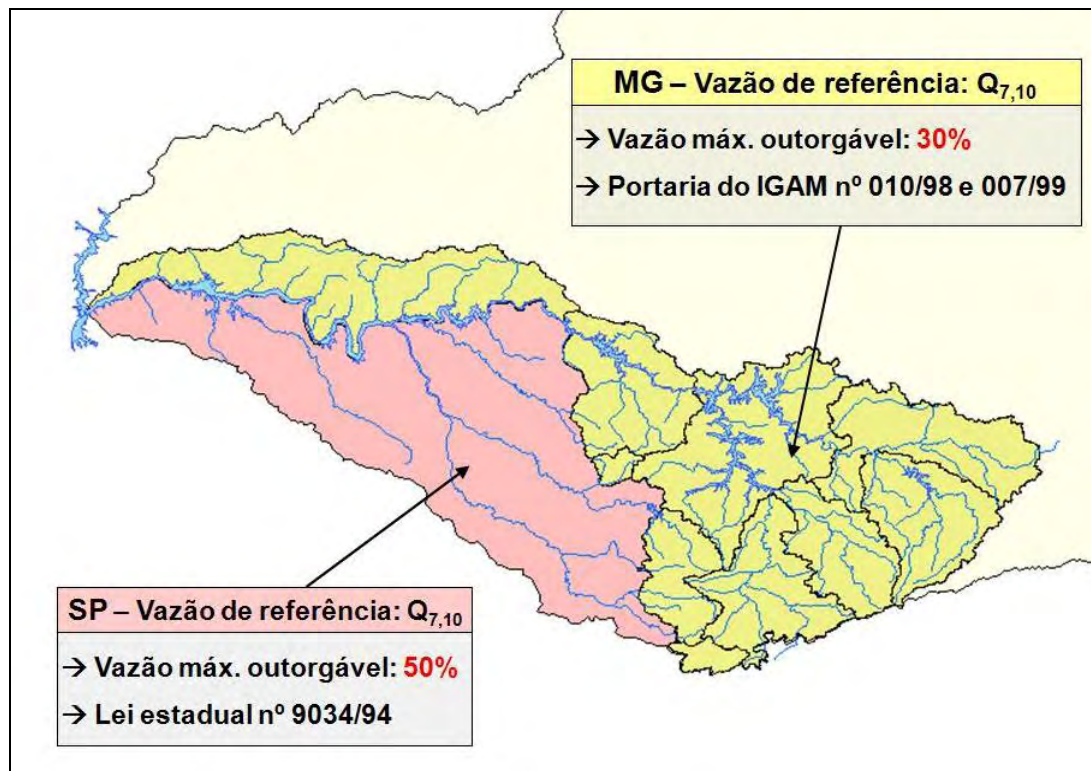 MG – Vazão de referência: Q7,10
→ Vazão máx. outorgável: 30%
→ Portaria do IGAM nº 010/98 e 007/99
SP – Vazão de referência: Q7,10
→ Vazão máx. outorgável: 50%
→ Lei estadual nº 9034/94